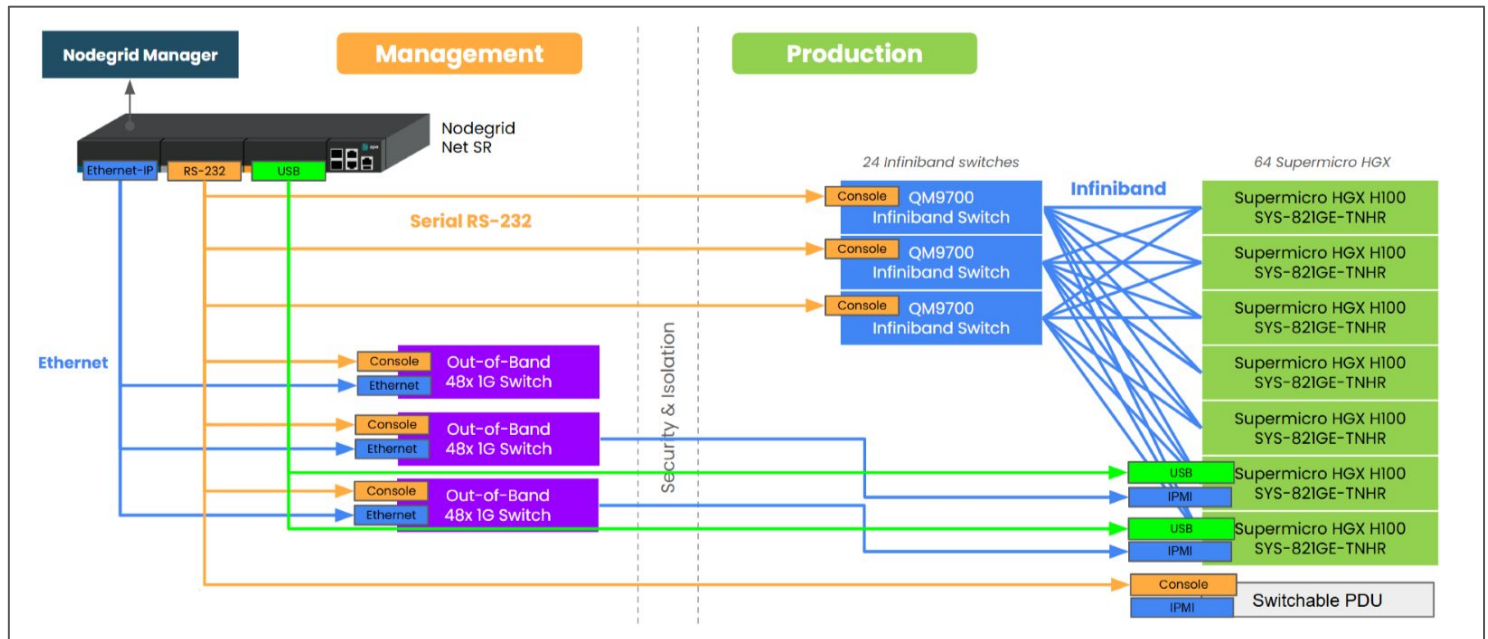 Nodegrid Manager
Management
Production
Nodegrid
Net SR
Ethernet-IP
RS-232
USB
24 Infiniband switches
64 Supermicro HGX
Serial RS-232
Infiniband
Console
QM9700
Infiniband Switch
Console
QM9700
Infiniband Switch
Console
QM9700
Infiniband Switch
Supermicro HGX H100
SYS-821GE-TNHR
Supermicro HGX H100
SYS-821GE-TNHR
Supermicro HGX H100
SYS-821GE-TNHR
Supermicro HGX H100
SYS-821GE-TNHR
Supermicro HGX H100
SYS-821GE-TNHR
Ethernet
Console
Ethernet
Out-of-Band
48x 1G Switch
Console
Ethernet
Out-of-Band
48x 1G Switch
Console
Ethernet
Out-of-Band
48x 1G Switch
Security & Isolation
USB
IPMI
Supermicro HGX H100
SYS-821GE-TNHR
USB
IPMI
Supermicro HGX H100
SYS-821GE-TNHR
Console
IPMI
Switchable PDU